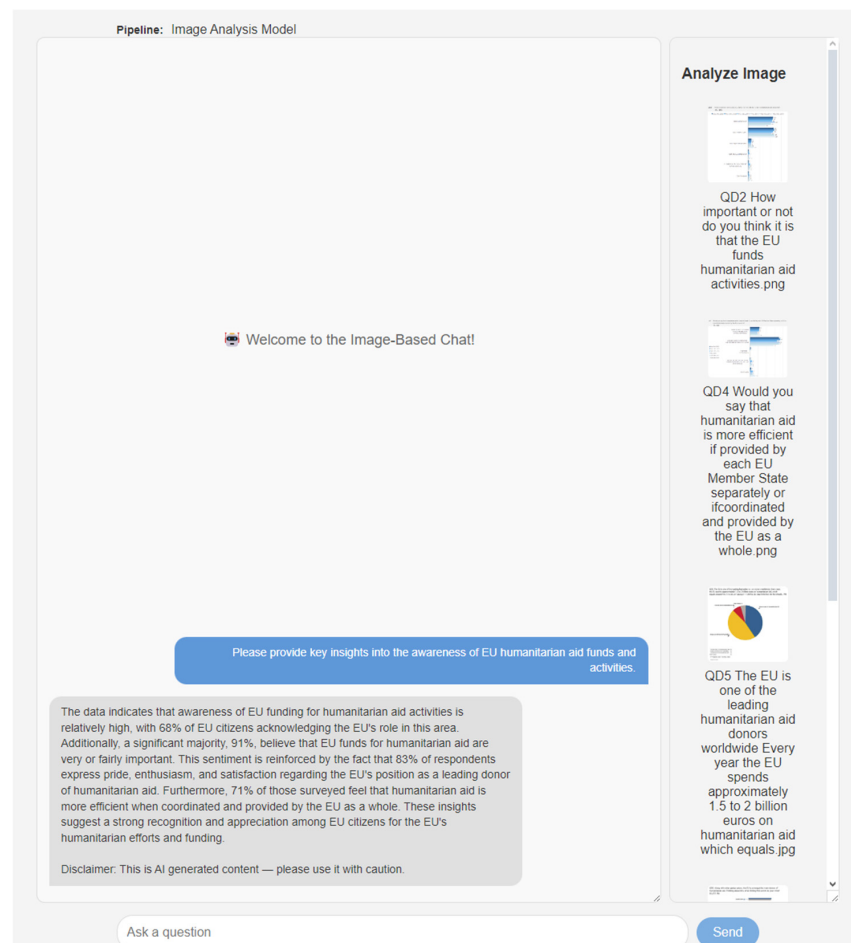 Pipeline: Image Analysis Model
Welcome to the Image-Based Chat!
Please provide key insights into the awareness of EU humanitarian aid funds and
activities.
The data indicates that awareness of EU funding for humanitarian aid activities is
relatively high, with 68% of EU citizens acknowledging the EU's role in this area.
Additionally, a significant majority, 91%, believe that EU funds for humanitarian aid are
very or fairly important. This sentiment is reinforced by the fact that 83% of respondents
express pride, enthusiasm, and satisfaction regarding the EU's position as a leading donor
of humanitarian aid. Furthermore, 71% of those surveyed feel that humanitarian aid is
more efficient when coordinated and provided by the EU as a whole. These insights
suggest a strong recognition and appreciation among EU citizens for the EU's
humanitarian efforts and funding.
Disclaimer: This is AI generated content — please use it with caution.
Ask a question
Send
Analyze Image
QD2 How
important or not
do you think it is
that the EU
funds
humanitarian aid
activities.png
QD4 Would you
say that
humanitarian aid
is more efficient
if provided by
each EU
Member State
separately or
ifcoordinated
and provided by
the EU as a
whole.png
QD5 The EU is
one of the
leading
humanitarian aid
donors
worldwide Every
year the EU
spends
approximately
1.5 to 2 billion
euros on
humanitarian aid
which equals.jpg